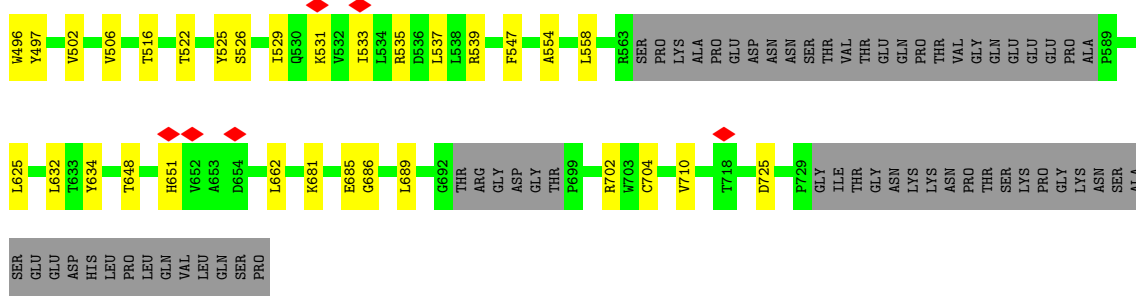 W496 Y497 V502 V506 T516 T522 Y525 S526 I529 Q530 K531 V532 I533 L534 R535 D536 L537 L538 R539 F547 A554 L558 R563 SER PRO LYS ALA PRO GLU ASP ASN ASN SER THR VAL THR GLU GLN PRO THR VAL GLY GLN GLU GLU GLU PRO ALA P589
L625 L632 T633 Y634 T648 H651 V652 A653 D654 L662 K681 E685 G686 L689 G692 THR ARG GLY ASP GLY THR P699 R702 W703 C704 V710 T718 D725 P729 GLY ILE THR GLY ASN LYS LYS ASN PRO THR SER LYS PRO GLY LYS ASN SER ALA
SER GLU GLU ASP HIS LEU PRO LEU GLN VAL LEU GLN SER PRO